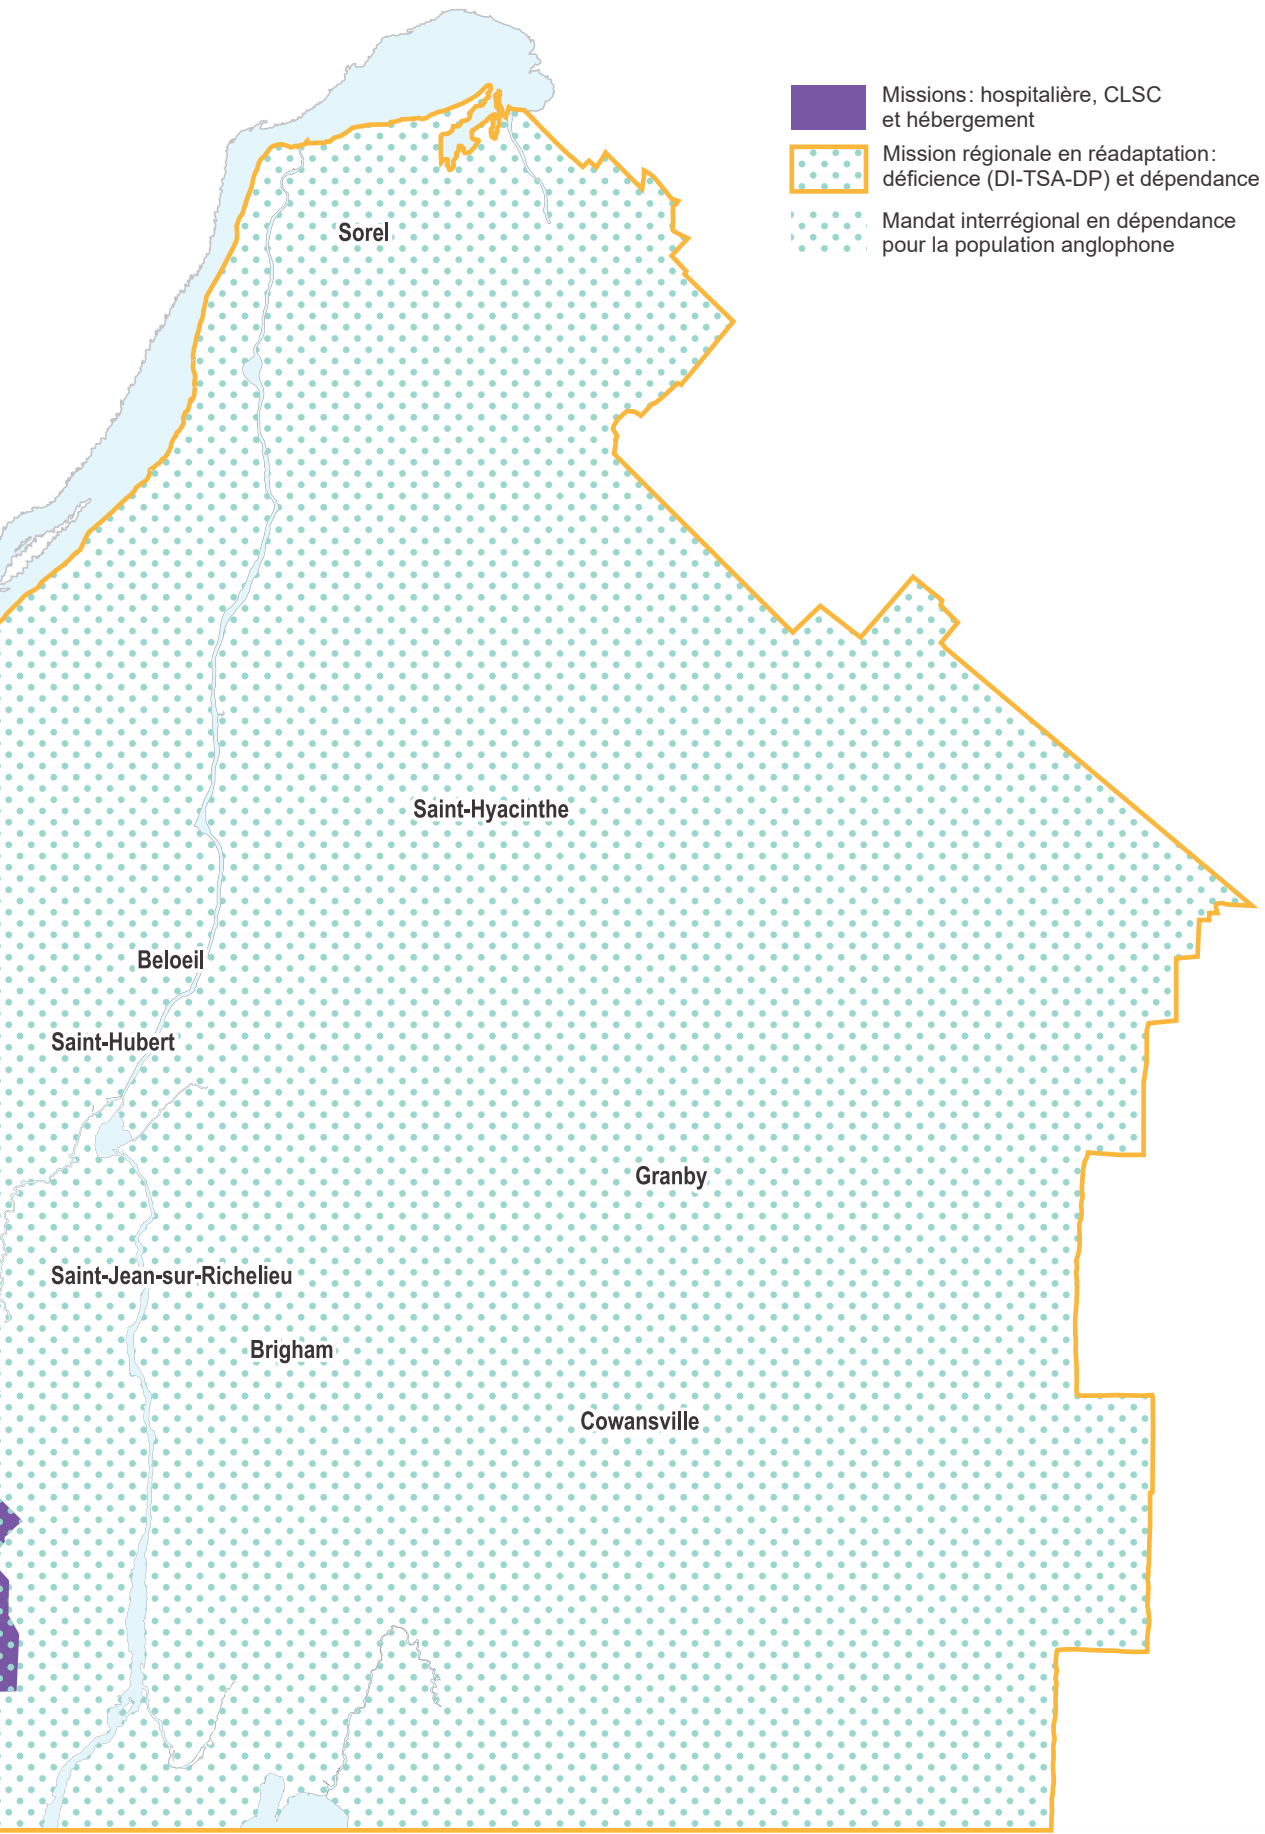 Missions : hospitalière, CLSC
et hébergement
Mission régionale en réadaptation :
déficience (DI-TSA-DP) et dépendance
Mandat interrégional en dépendance
pour la population anglophone
Sorel
Saint-Hyacinthe
Beloeil
Saint-Hubert
Granby
Saint-Jean-sur-Richelieu
Brigham
Cowansville